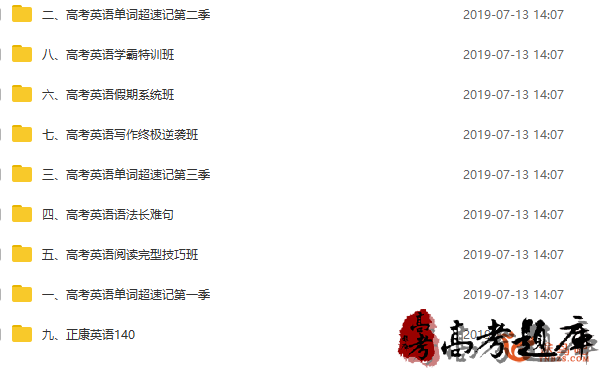 二、高考英语单词超速记第二季 2019-07-13 14:07
八、高考英语学霸特训班 2019-07-13 14:07
六、高考英语假期系统班 2019-07-13 14:07
七、高考英语写作终极逆袭班 2019-07-13 14:07
三、高考英语单词超速记第三季 2019-07-13 14:07
四、高考英语语法长难句 2019-07-13 14:07
五、高考英语阅读完型技巧班 2019-07-13 14:07
一、高考英语单词超速记第一季 2019-07-13 14:07
九、正康英语140
高考 高考题库